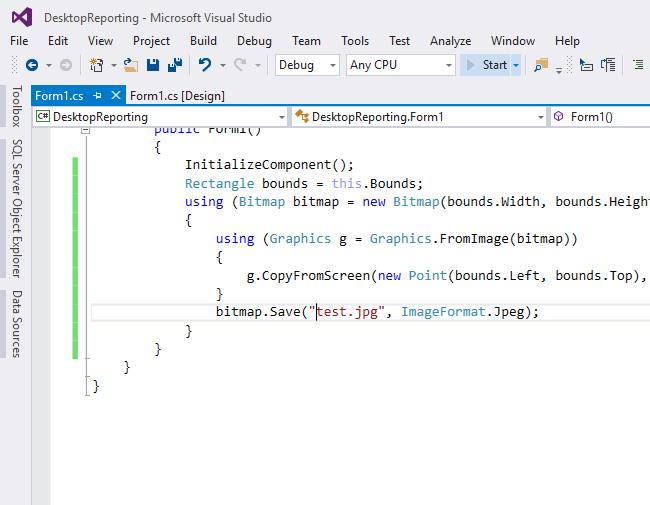 DesktopReporting - Microsoft Visual Studio
File Edit View Project Build Debug Team Tools Test Analyze Window Help
Debug Any CPU Start
Form1.cs Form1.cs [Design]
C# DesktopReporting DesktopReporting.Form1 Form1()
Toolbox
SQL Server Object Explorer
Data Sources
public Form1()
{
InitializeComponent();
Rectangle bounds = this.Bounds;
using (Bitmap bitmap = new Bitmap(bounds.Width, bounds.Height
{
using (Graphics g = Graphics.FromImage(bitmap))
{
g.CopyFromScreen(new Point(bounds.Left, bounds.Top),
}
bitmap.Save("test.jpg", ImageFormat.Jpeg);
}
}
}
}